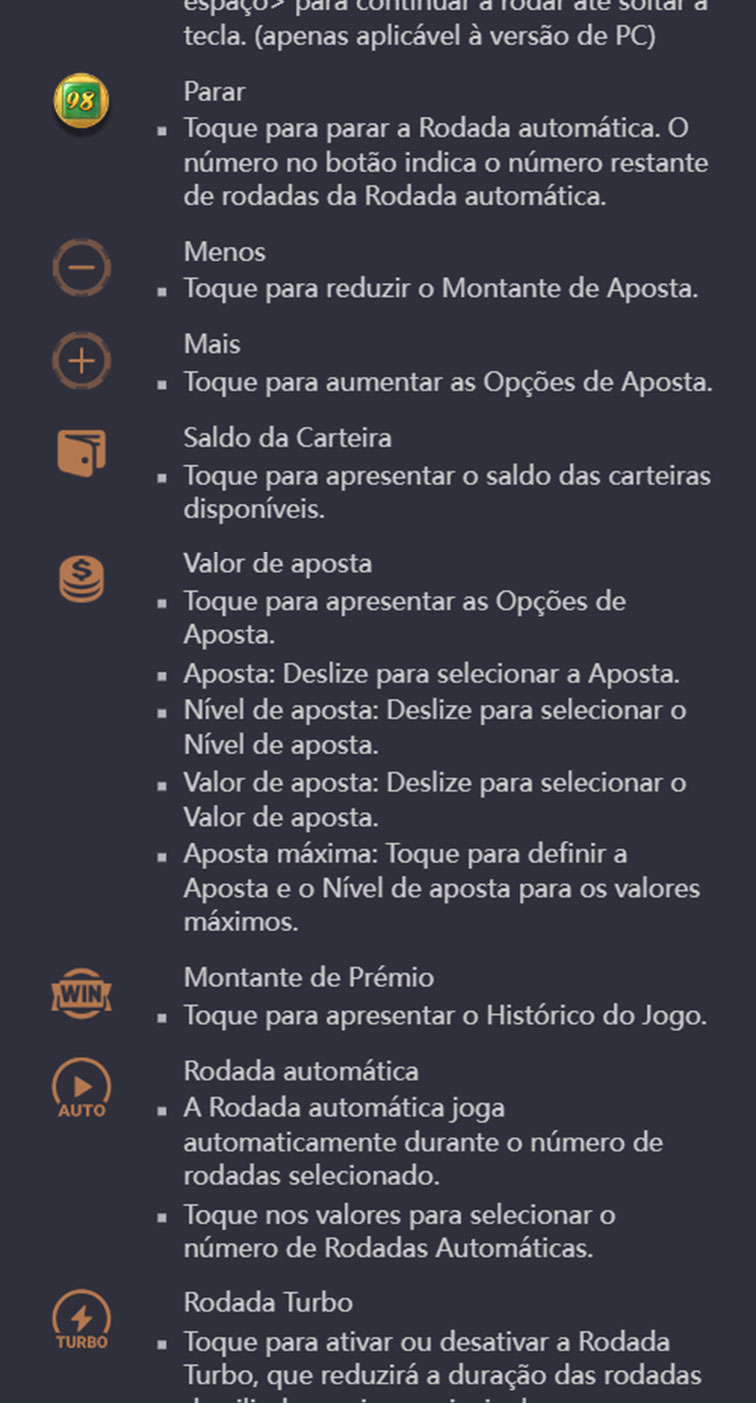 espaço> para continuar a rodar até soltar a
tecla. (apenas aplicável à versão de PC)
98
Parar
▪ Toque para parar a Rodada automática. O
número no botão indica o número restante
de rodadas da Rodada automática.
Menos
▪ Toque para reduzir o Montante de Aposta.
Mais
▪ Toque para aumentar as Opções de Aposta.
Saldo da Carteira
▪ Toque para apresentar o saldo das carteiras
disponíveis.
$
Valor de aposta
▪ Toque para apresentar as Opções de
Aposta.
▪ Aposta: Deslize para selecionar a Aposta.
▪ Nível de aposta: Deslize para selecionar o
Nível de aposta.
▪ Valor de aposta: Deslize para selecionar o
Valor de aposta.
▪ Aposta máxima: Toque para definir a
Aposta e o Nível de aposta para os valores
máximos.
WIN
Montante de Prémio
▪ Toque para apresentar o Histórico do Jogo.
AUTO
Rodada automática
▪ A Rodada automática joga
automaticamente durante o número de
rodadas selecionado.
▪ Toque nos valores para selecionar o
número de Rodadas Automáticas.
TURBO
Rodada Turbo
▪ Toque para ativar ou desativar a Rodada
Turbo, que reduzirá a duração das rodadas